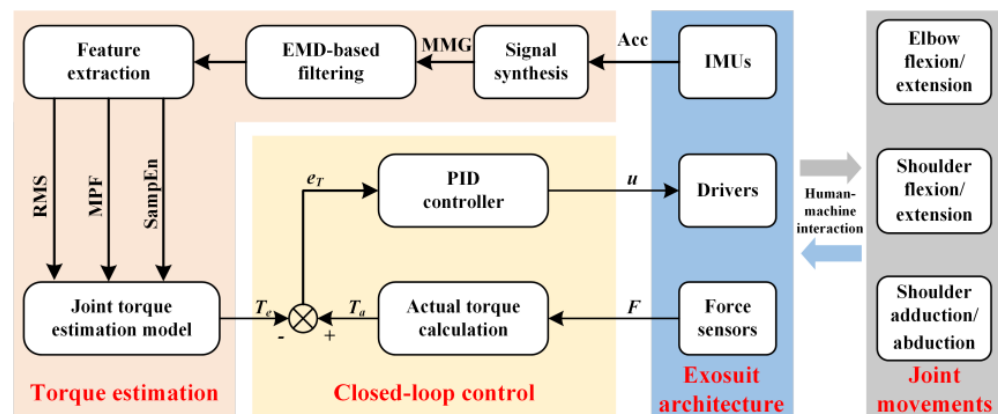 Feature
extraction
EMD-based
filtering
MMG
Signal
synthesis
Acc
IMUs
Elbow
flexion/
extension
RMS
MPF
SampEn
e_T
PID
controller
u
Drivers
Human-
machine
interaction
Shoulder
flexion/
extension
Joint torque
estimation model
T_e
-
+
T_a
Actual torque
calculation
F
Force
sensors
Shoulder
adduction/
abduction
Torque estimation
Closed-loop control
Exosuit
architecture
Joint
movements